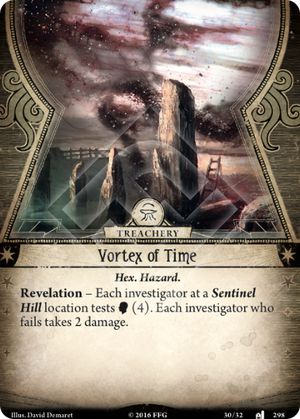 TREACHERY
Vortex of Time
Hex. Hazard.
Revelation – Each investigator at a Sentinel
Hill location tests (4). Each investigator who
fails takes 2 damage.
Illus. David Demaret
© 2016 FFG
30/32
298